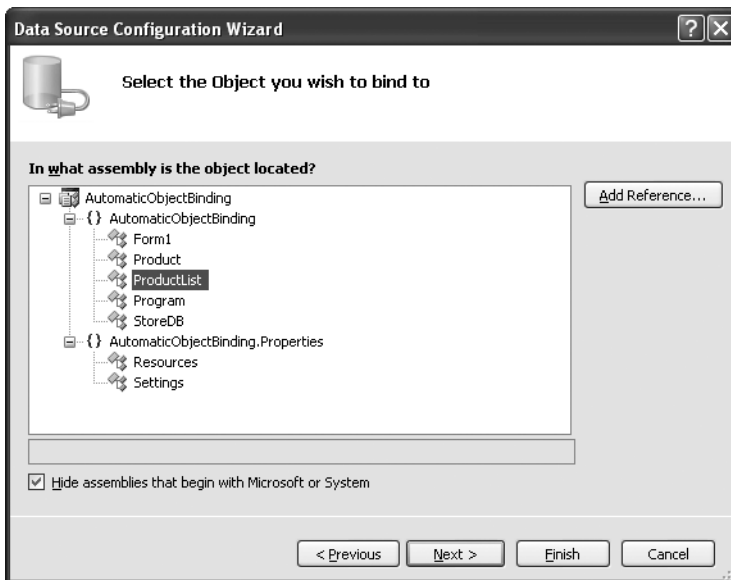 Data Source Configuration Wizard
Select the Object you wish to bind to
In what assembly is the object located?
AutomaticObjectBinding
Add Reference...
{} AutomaticObjectBinding
Form1
Product
ProductList
Program
StoreDB
{} AutomaticObjectBinding.Properties
Resources
Settings
Hide assemblies that begin with Microsoft or System
< Previous Next > Finish Cancel